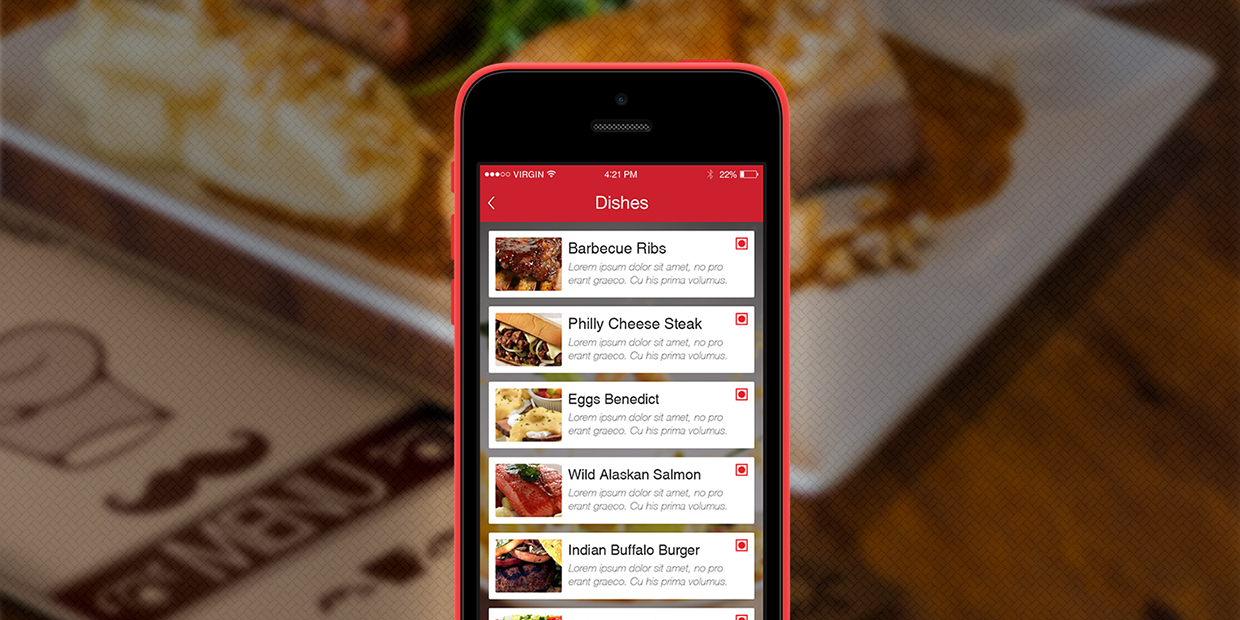 VIRGIN 4:21 PM 22%
Dishes
Barbecue Ribs
Lorem ipsum dolor sit amet, no pro
erant graeco. Cu his prima volumus.
Philly Cheese Steak
Lorem ipsum dolor sit amet, no pro
erant graeco. Cu his prima volumus.
Eggs Benedict
Lorem ipsum dolor sit amet, no pro
erant graeco. Cu his prima volumus.
Wild Alaskan Salmon
Lorem ipsum dolor sit amet, no pro
erant graeco. Cu his prima volumus.
Indian Buffalo Burger
Lorem ipsum dolor sit amet, no pro
erant graeco. Cu his prima volumus.
MENU